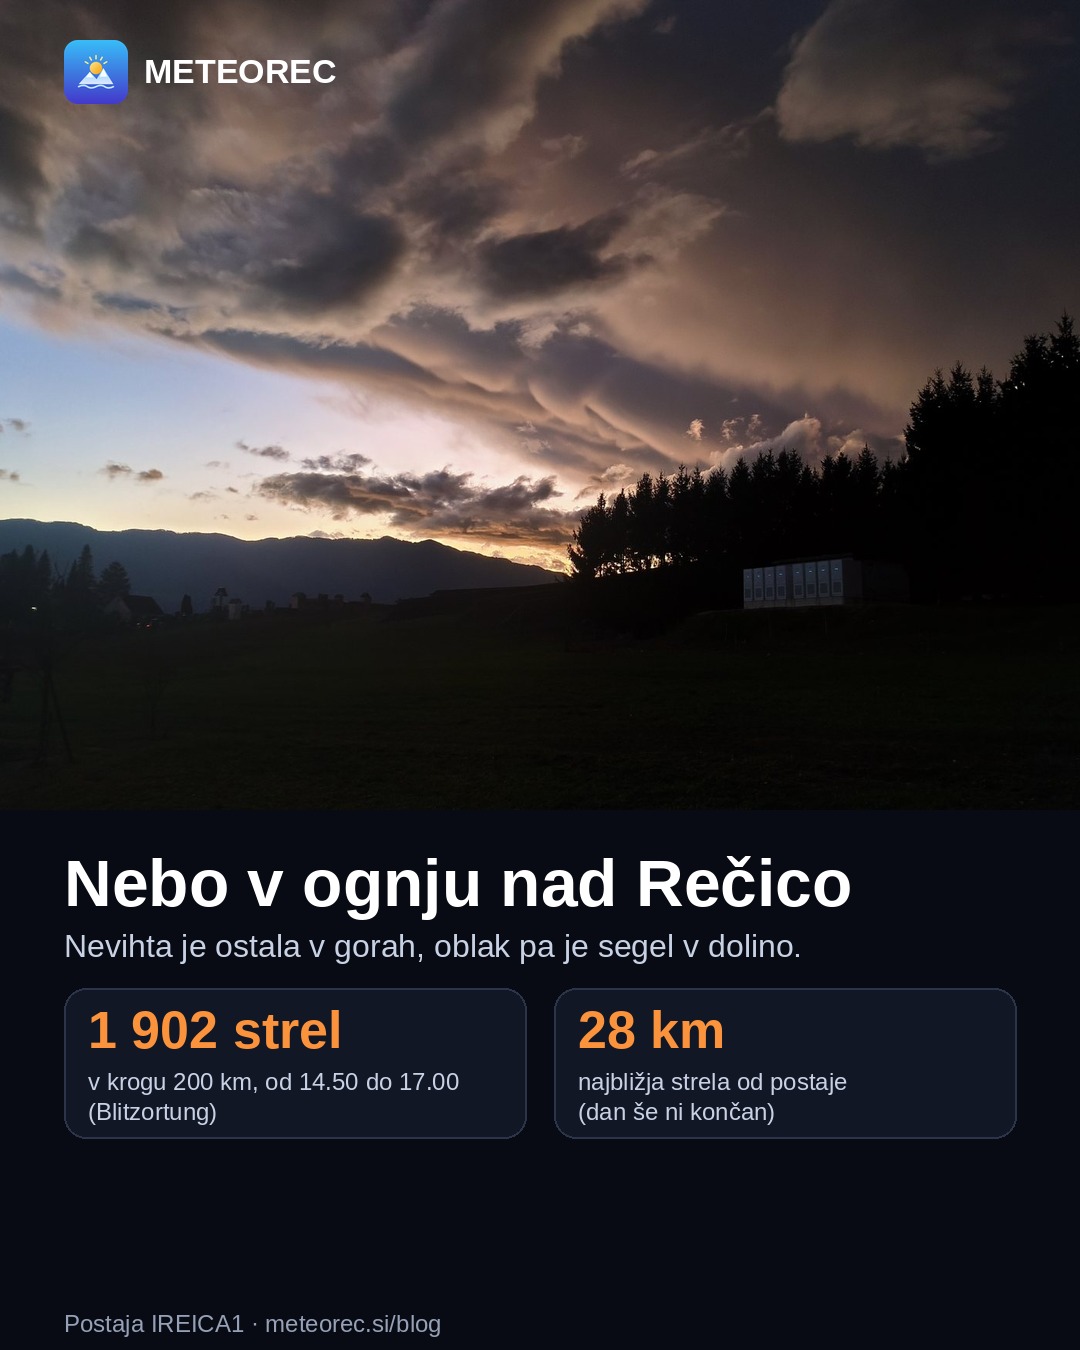 METEOREC
Nebo v ognju nad Rečico
Nevihta je ostala v gorah, oblak pa je segel v dolino.
1 902 strel
v krogu 200 km, od 14.50 do 17.00
(Blitzortung)
28 km
najbližja strela od postaje
(dan še ni končan)
Postaja IREICA1 · meteorec.si/blog